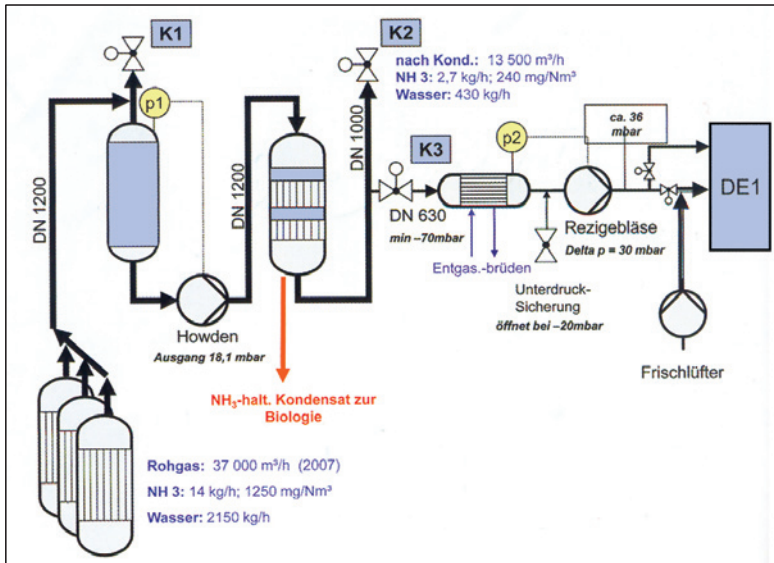 K1
K2
nach Kond.: 13 500 m³/h
NH 3: 2,7 kg/h; 240 mg/Nm³
Wasser: 430 kg/h
p1
DN 1200
DN 1200
DN 1000
K3
p2
ca. 36
mbar
DE1
DN 630
min –70mbar
Entgas.-brüden
Rezigebläse
Delta p = 30 mbar
Unterdruck-
Sicherung
öffnet bei –20mbar
Frischlüfter
Howden
Ausgang 18,1 mbar
NH₃-halt. Kondensat zur
Biologie
Rohgas: 37 000 m³/h (2007)
NH 3: 14 kg/h; 1250 mg/Nm³
Wasser: 2150 kg/h